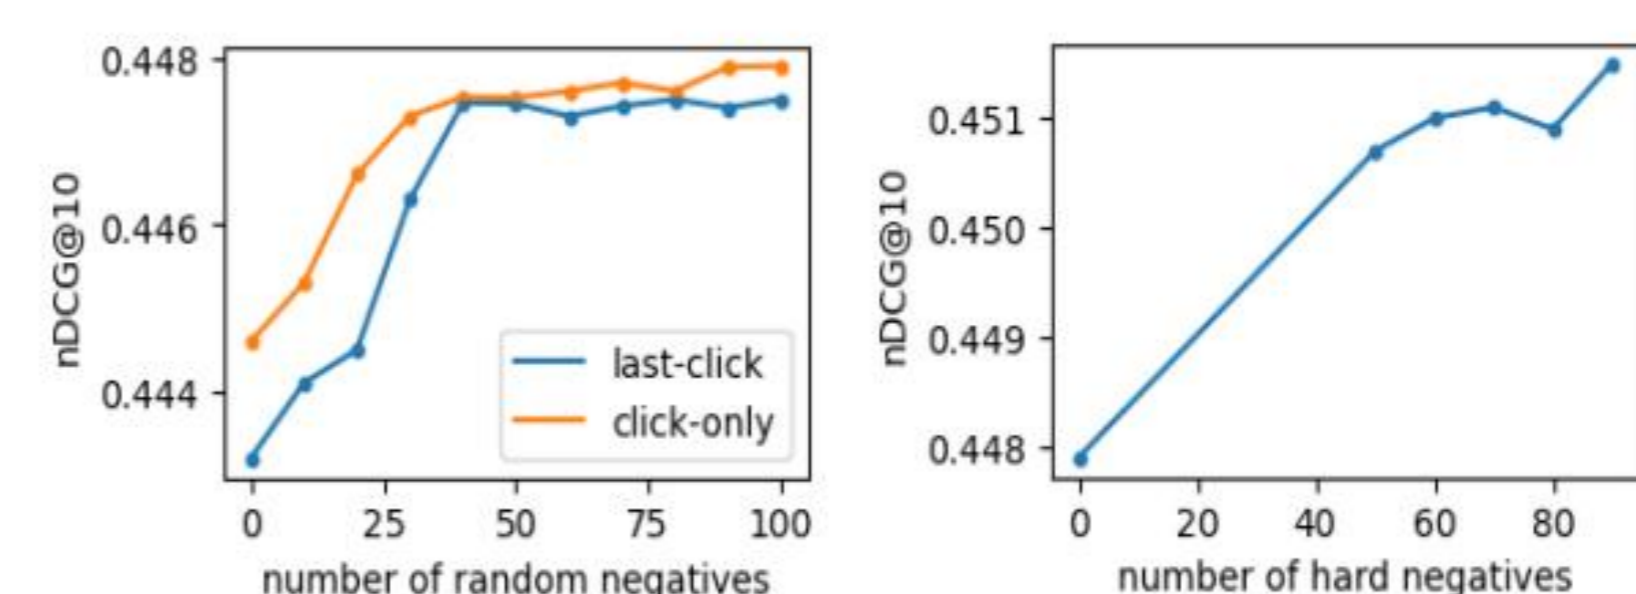 0.448
0.446
0.444
nDCG@10
last-click
click-only
0 25 50 75 100
number of random negatives
0.451
0.450
0.449
0.448
nDCG@10
0 20 40 60 80
number of hard negatives